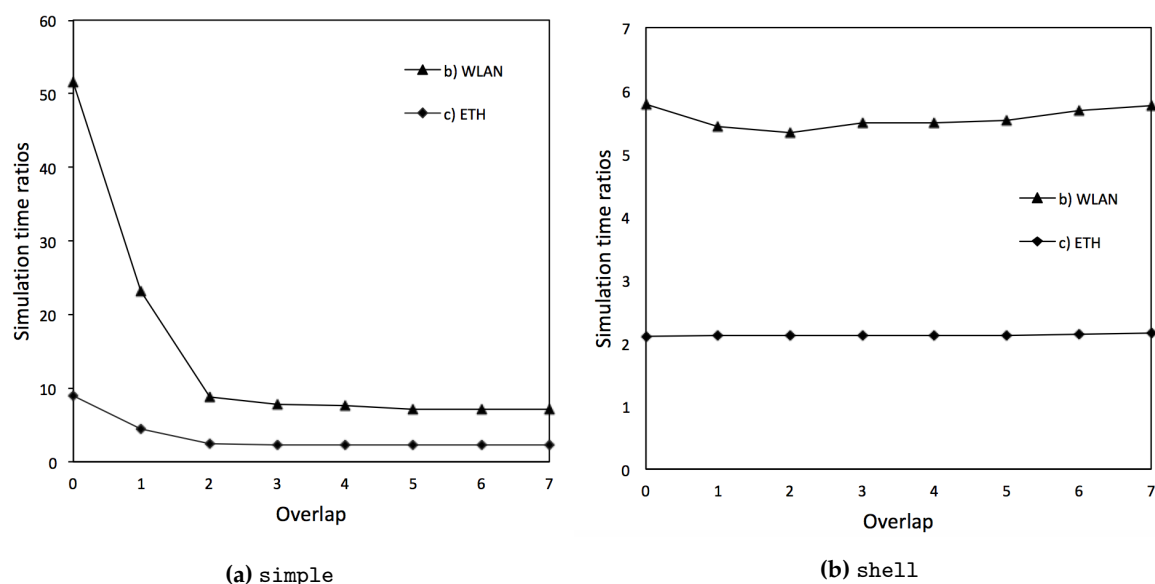 60
50
40
30
20
10
0
0 1 2 3 4 5 6 7
Simulation time ratios
Overlap
b) WLAN
c) ETH
(a) simple
7
6
5
4
3
2
1
0
0 1 2 3 4 5 6 7
Simulation time ratios
Overlap
b) WLAN
c) ETH
(b) shell